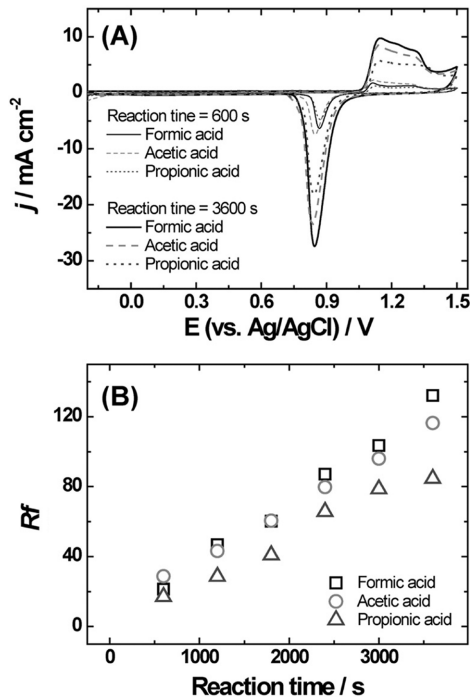 (A)
10
0
-10
-20
-30
j / mA cm-2
Reaction tine = 600 s
Formic acid
Acetic acid
Propionic acid
Reaction tine = 3600 s
Formic acid
Acetic acid
Propionic acid
0.0 0.3 0.6 0.9 1.2 1.5
E (vs. Ag/AgCl) / V
(B)
120
80
40
0
Rf
Formic acid
Acetic acid
Propionic acid
0 1000 2000 3000
Reaction time / s